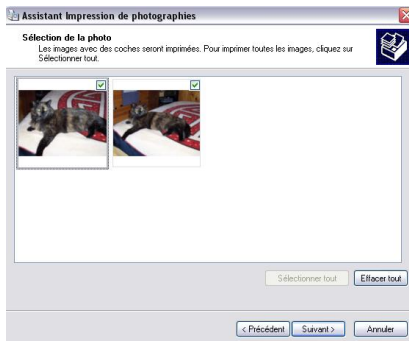 Assistant Impression de photographies
Sélection de la photo
Les images avec des coches seront imprimées. Pour imprimer toutes les images, cliquez sur
Sélectionner tout.
Sélectionner tout
Effacer tout
< Précédent
Suivant >
Annuler